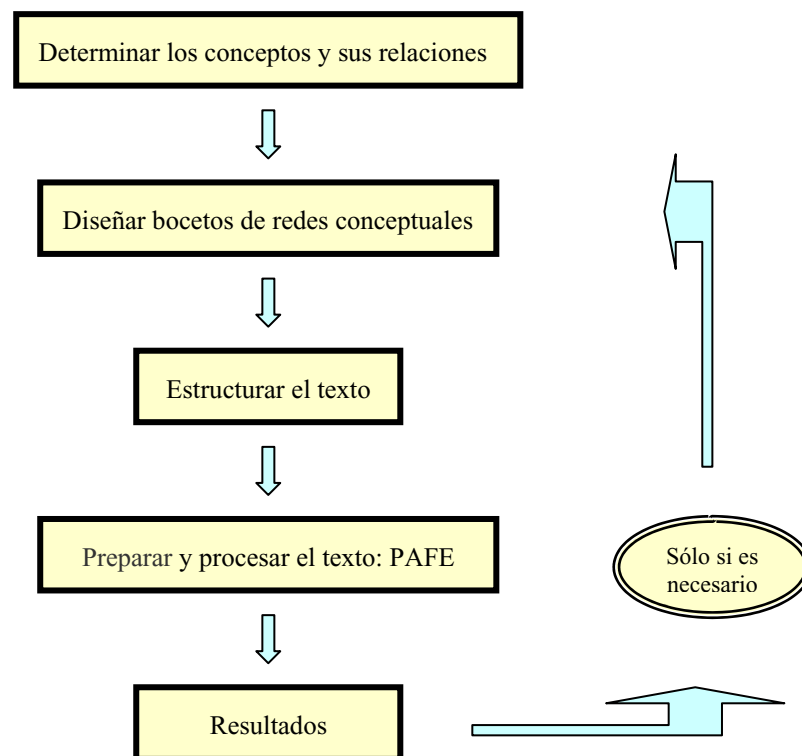 Determinar los conceptos y sus relaciones
Diseñar bocetos de redes conceptuales
Estructurar el texto
Preparar y procesar el texto: PAFE
Sólo si es
necesario
Resultados